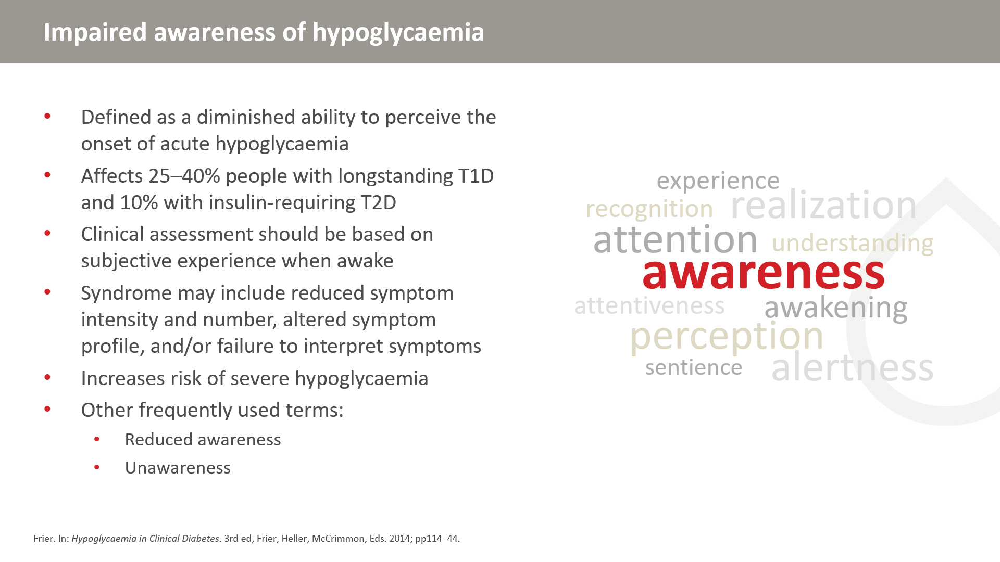 Impaired awareness of hypoglycaemia
• Defined as a diminished ability to perceive the
onset of acute hypoglycaemia
• Affects 25–40% people with longstanding T1D
and 10% with insulin-requiring T2D
• Clinical assessment should be based on
subjective experience when awake
• Syndrome may include reduced symptom
intensity and number, altered symptom
profile, and/or failure to interpret symptoms
• Increases risk of severe hypoglycaemia
• Other frequently used terms:
• Reduced awareness
• Unawareness
experience
recognition realization
attention understanding
awareness
attentiveness awakening
perception
sentience alertness
Frier. In: Hypoglycaemia in Clinical Diabetes. 3rd ed, Frier, Heller, McCrimmon, Eds. 2014; pp114–44.